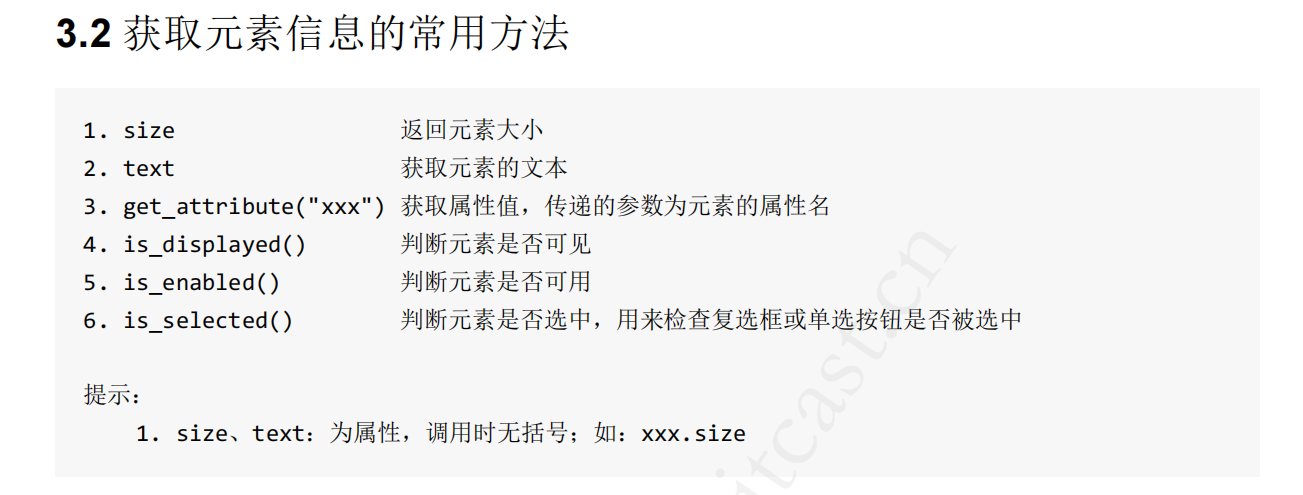 3.2 获取元素信息的常用方法
1. size 返回元素大小
2. text 获取元素的文本
3. get_attribute("xxx") 获取属性值，传递的参数为元素的属性名
4. is_displayed() 判断元素是否可见
5. is_enabled() 判断元素是否可用
6. is_selected() 判断元素是否选中，用来检查复选框或单选按钮是否被选中
提示：
1. size、text：为属性，调用时无括号；如：xxx.size
itcast.cn